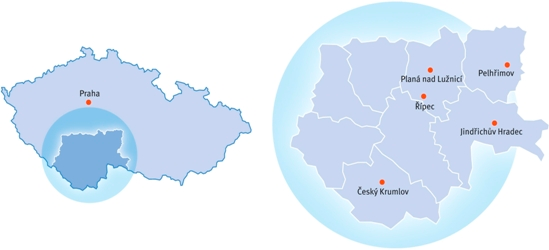 Praha
Planá nad Lužnicí
Pelhřimov
Řípec
Jindřichův Hradec
Český Krumlov